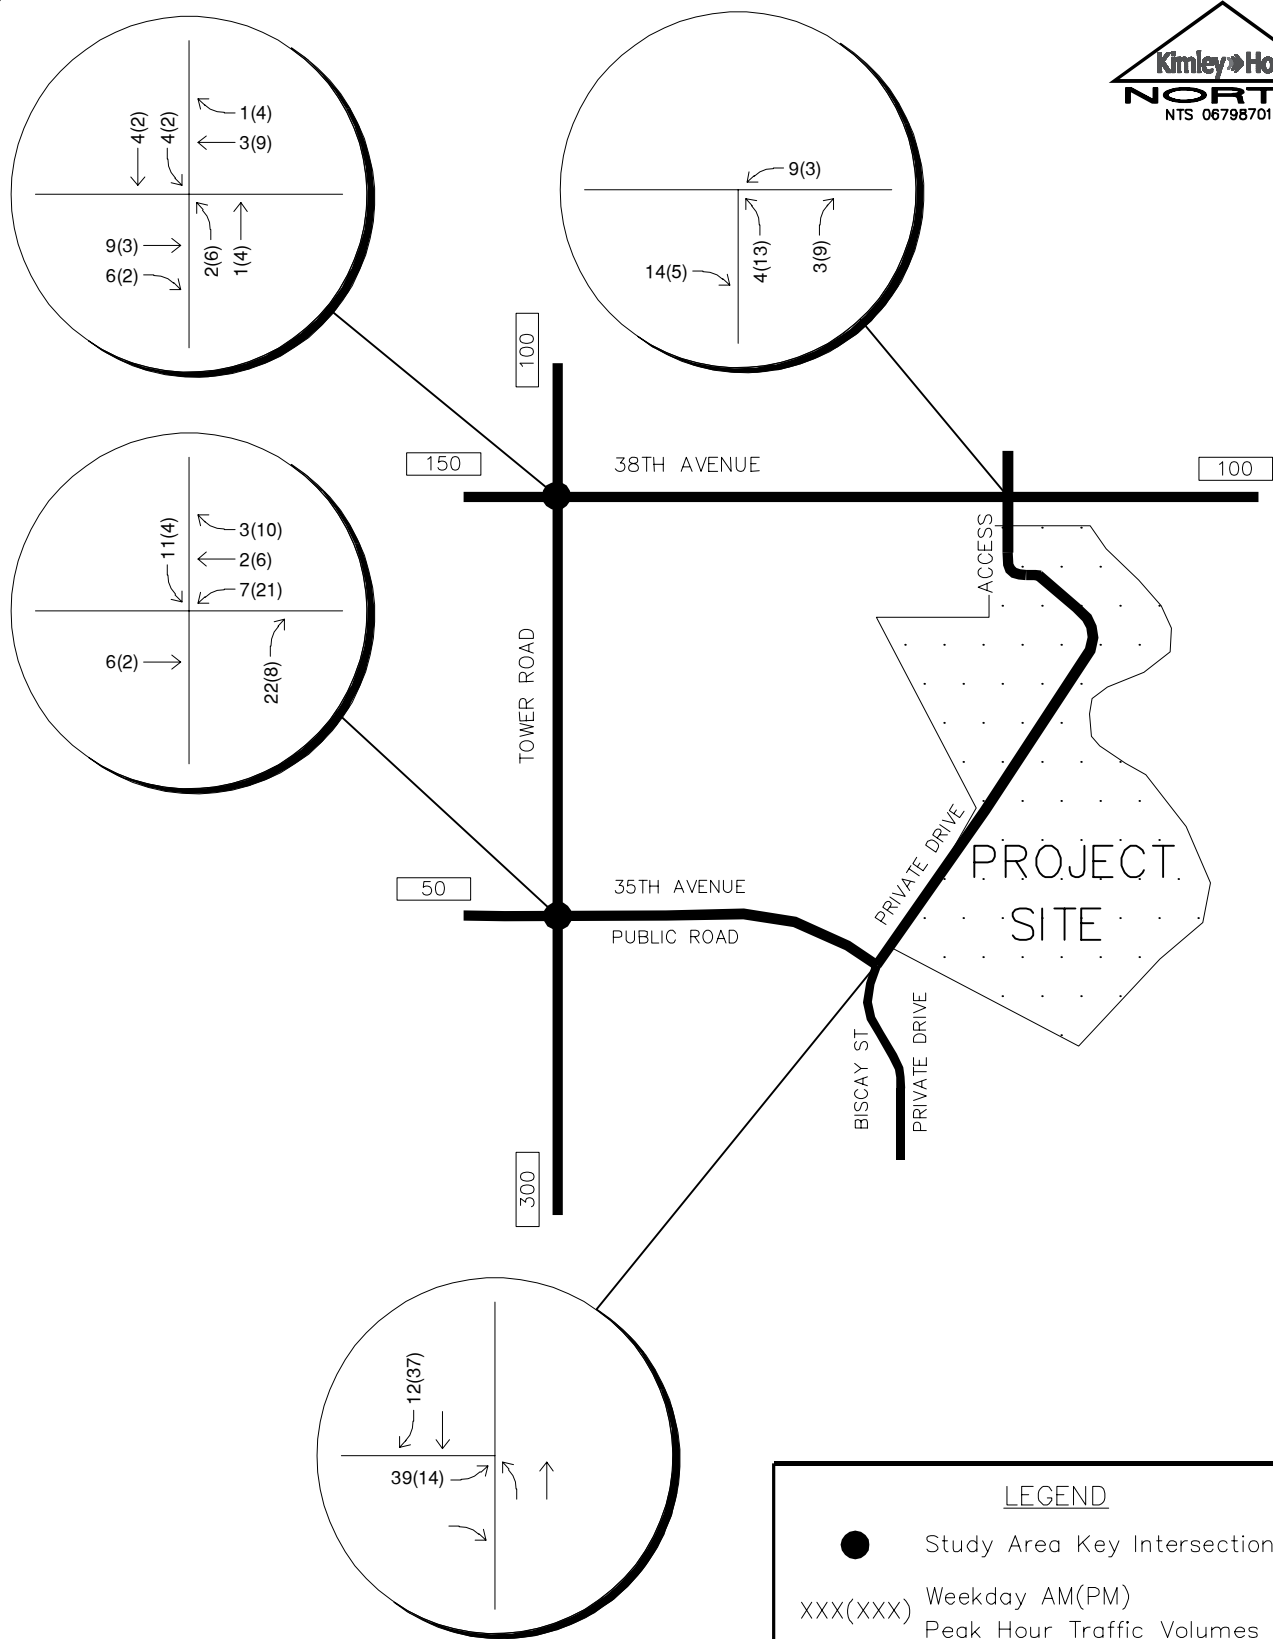 Kimley»Ho
NORT
NTS 06798701
4(2)
4(2)
1(4)
3(9)
9(3)
6(2)
2(6)
1(4)
9(3)
14(5)
4(13)
3(9)
100
150
38TH AVENUE
100
11(4)
3(10)
2(6)
7(21)
6(2)
22(8)
ACCESS
TOWER ROAD
PRIVATE DRIVE
PROJECT
SITE
50
35TH AVENUE
PUBLIC ROAD
BISCAY ST
PRIVATE DRIVE
300
12(37)
39(14)
LEGEND
Study Area Key Intersection
XXX(XXX) Weekday AM(PM)
Peak Hour Traffic Volumes